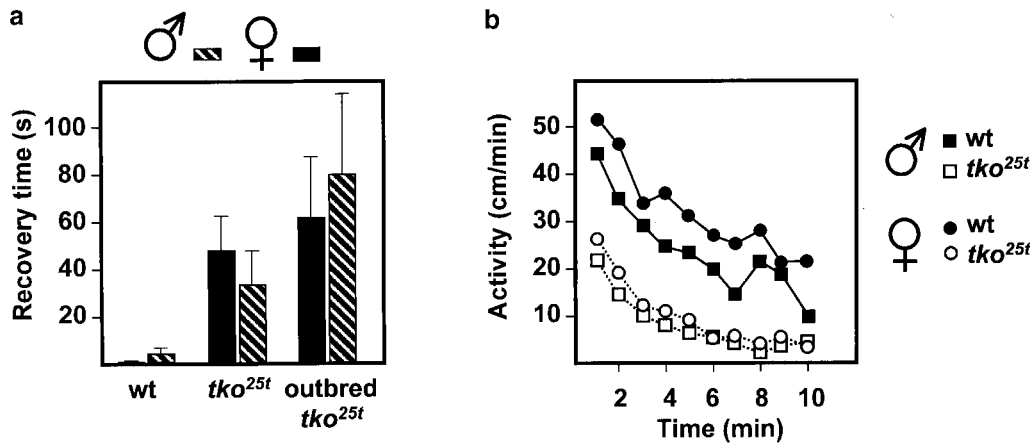 a
♂ ♀
Recovery time (s)
100
80
60
40
20
wt
tko25t
outbred
tko25t
b
Activity (cm/min)
50
40
30
20
10
2 4 6 8 10
Time (min)
♂ wt
tko25t
♀ wt
tko25t